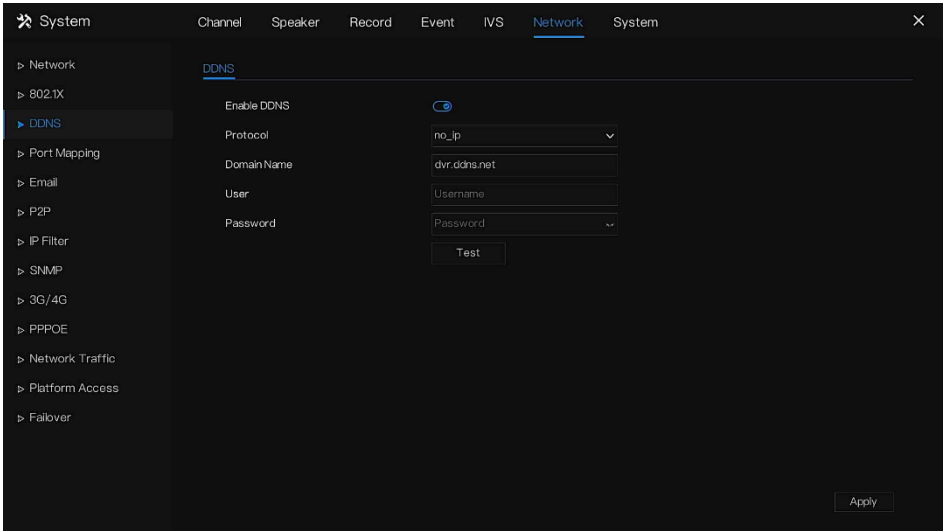 System
Channel Speaker Record Event IVS Network System
Network
802.1X
DDNS
Port Mapping
Email
P2P
IP Filter
SNMP
3G/4G
PPPOE
Network Traffic
Platform Access
Failover
DDNS
Enable DDNS
Protocol no_ip
Domain Name dvr.ddns.net
User Username
Password Password
Test
Apply